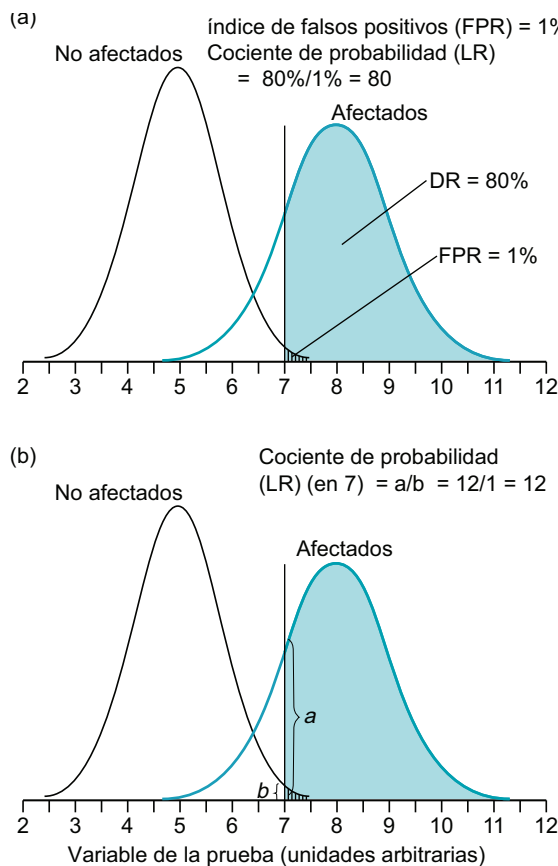 (a)
índice de falsos positivos (FPR) = 1%
No afectados
Cociente de probabilidad (LR)
= 80%/1% = 80
Afectados
DR = 80%
FPR = 1%
2 3 4 5 6 7 8 9 10 11 12
(b)
Cociente de probabilidad
No afectados
(LR) (en 7) = a/b = 12/1 = 12
Afectados
a
b
2 3 4 5 6 7 8 9 10 11 12
Variable de la prueba (unidades arbitrarias)